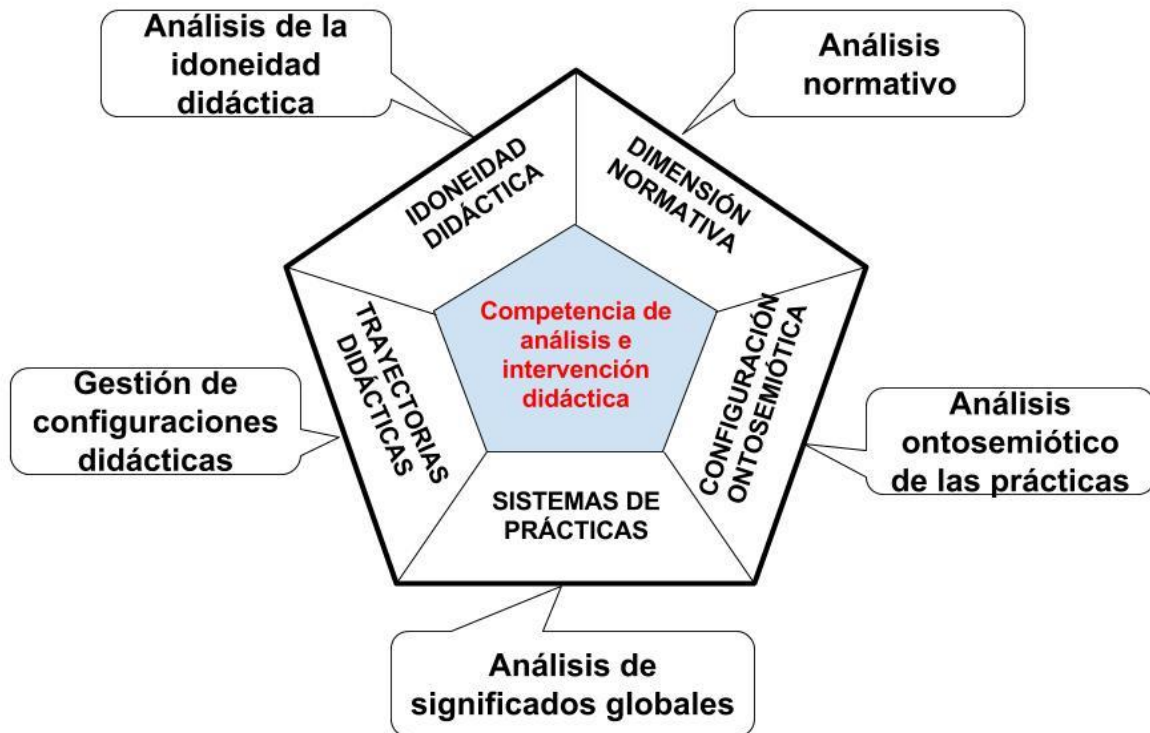 Análisis de la
idoneidad
didáctica
Análisis
normativo
IDONEIDAD
DIDÁCTICA
DIMENSIÓN
NORMATIVA
Competencia de
análisis e
intervención
didáctica
TRAYECTORIAS
DIDÁCTICAS
CONFIGURACIÓN
ONTOSEMIÓTICA
Gestión de
configuraciones
didácticas
Análisis
ontosemiótico
de las prácticas
SISTEMAS DE
PRÁCTICAS
Análisis de
significados globales